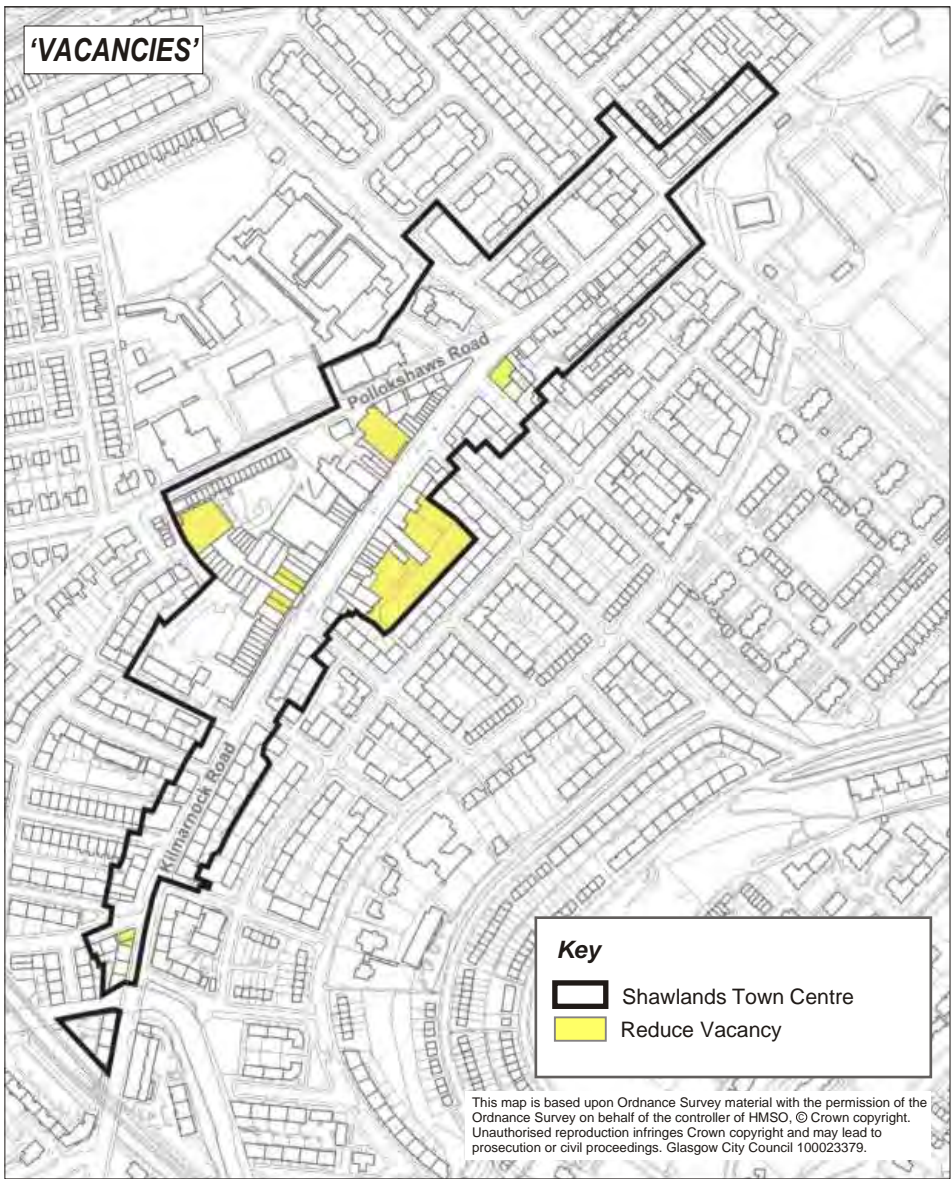 'VACANCIES'
Pollokshaws Road
Kilmarnock Road
Key
Shawlands Town Centre
Reduce Vacancy
This map is based upon Ordnance Survey material with the permission of the
Ordnance Survey on behalf of the controller of HMSO, © Crown copyright.
Unauthorised reproduction infringes Crown copyright and may lead to
prosecution or civil proceedings. Glasgow City Council 100023379.